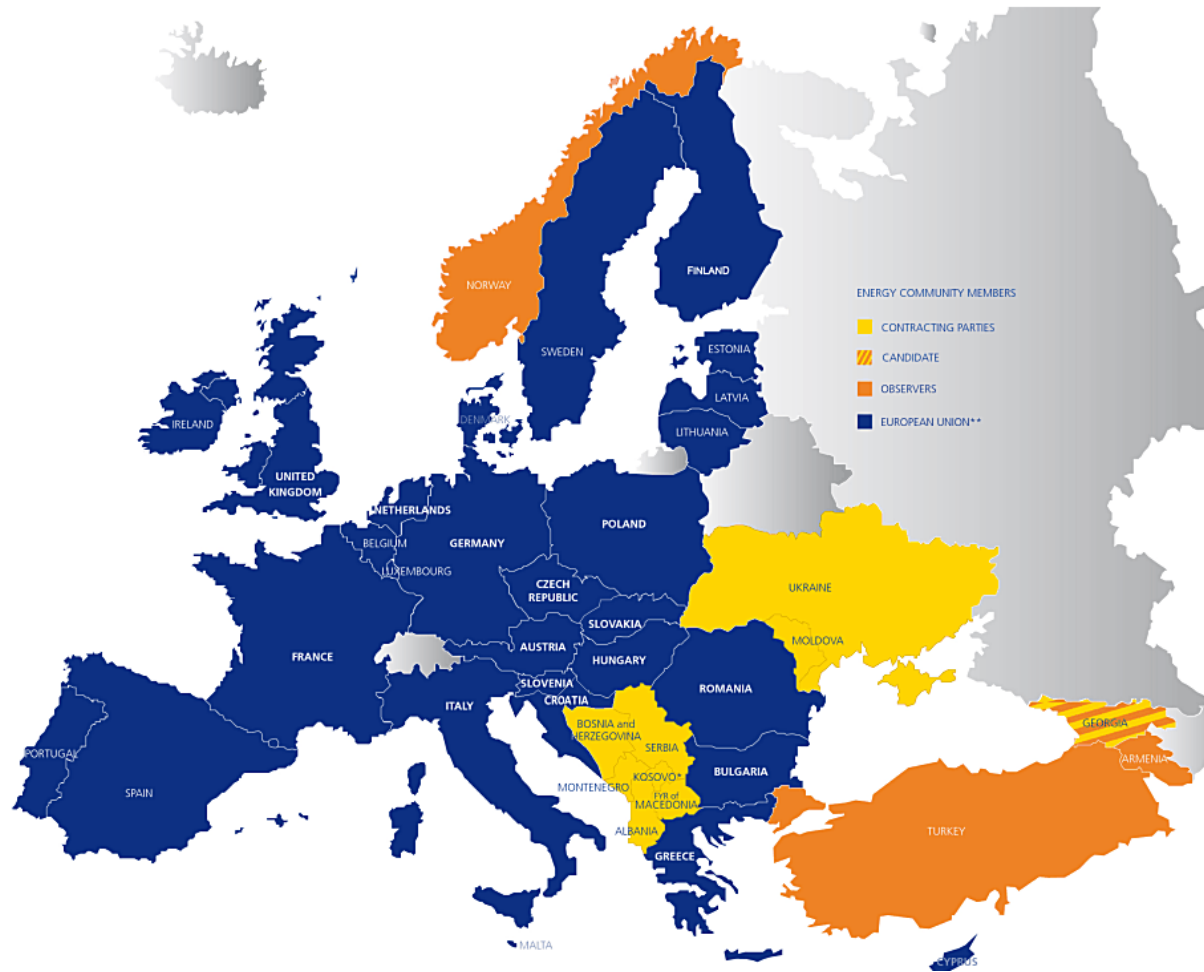 NORWAY
FINLAND
SWEDEN
ENERGY COMMUNITY MEMBERS
CONTRACTING PARTIES
CANDIDATE
OBSERVERS
EUROPEAN UNION**
ESTONIA
LATVIA
LITHUANIA
DENMARK
IRELAND
UNITED
KINGDOM
NETHERLANDS
BELGIUM
LUXEMBOURG
GERMANY
POLAND
CZECH
REPUBLIC
SLOVAKIA
AUSTRIA
HUNGARY
SLOVENIA
CROATIA
FRANCE
ITALY
PORTUGAL
SPAIN
UKRAINE
MOLDOVA
ROMANIA
BOSNIA and
HERZEGOVINA
SERBIA
KOSOVO*
MONTENEGRO
FYR of
MACEDONIA
ALBANIA
BULGARIA
GREECE
GEORGIA
ARMENIA
TURKEY
MALTA
CYPRUS